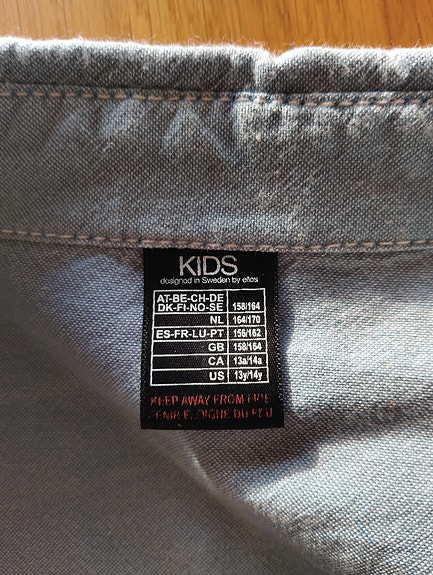 KIDS
designed in Sweden by ellos
AT-BE-CH-DE
DK-FI-NO-SE 158/164
NL 164/170
ES-FR-LU-PT 156/162
GB 158/164
CA 13a/14a
US 13y/14y
KEEP AWAY FROM FIRE
TENIR ÉLOIGNÉ DU FEU